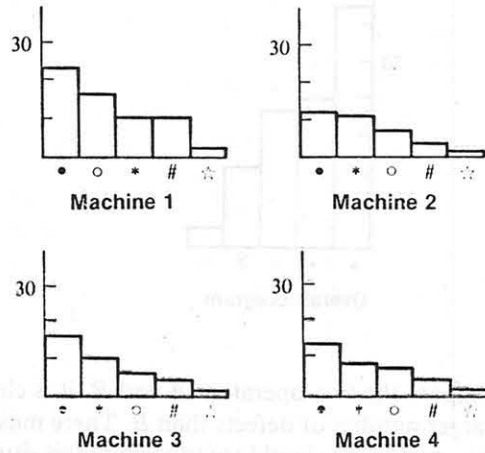 30
30
● ○ * # ☆
● * ○ # ☆
Machine 1
Machine 2
30
30
● * ○ # ☆
● * ○ # ☆
Machine 3
Machine 4